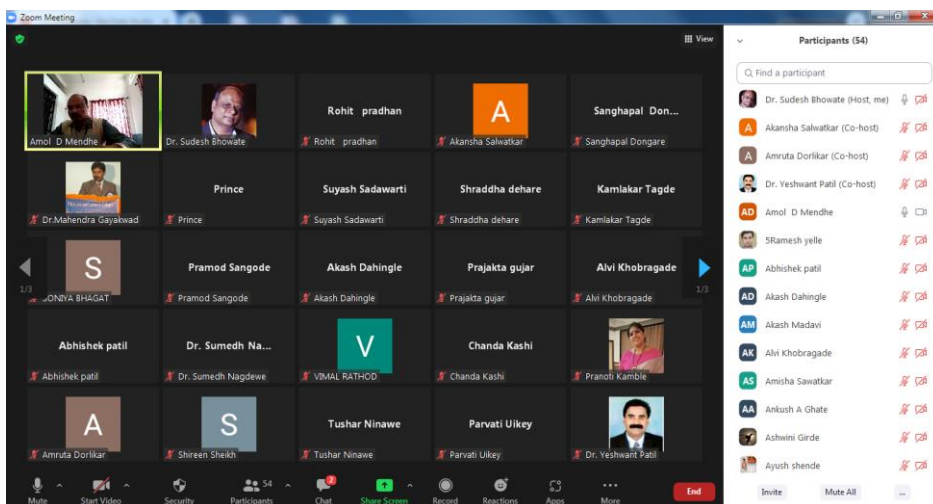 Zoom Meeting
View
Amol D Mendhe
Dr. Sudesh Bhowate
Rohit pradhan
Rohit pradhan
A
Akansha Salwatkar
Sanghapal Don...
Sanghapal Dongare
Dr.Mahendra Gayakwad
Prince
Prince
Suyash Sadawarti
Suyash Sadawarti
Shraddha dehare
Shraddha dehare
Kamlakar Tagde
Kamlakar Tagde
S
SONIYA BHAGAT
Pramod Sangode
Pramod Sangode
Akash Dahingle
Akash Dahingle
Prajakta gujar
Prajakta gujar
Alvi Khobragade
1/3
1/3
Alvi Khobragade
Abhishek patil
Abhishek patil
Dr. Sumedh Na...
Dr. Sumedh Nagdewe
V
VIMAL RATHOD
Chanda Kashi
Chanda Kashi
Pranoti Kamble
A
Amruta Dorlikar
S
Shireen Sheikh
Tushar Ninawe
Tushar Ninawe
Parvati Uikey
Parvati Uikey
Dr. Yeshwant Patil
Mute
Start Video
Security
54
Participants
2
Chat
Share Screen
Record
Reactions
Apps
More
End
Participants (54)
Find a participant
Dr. Sudesh Bhowate (Host, me)
A Akansha Salwatkar (Co-host)
A Amruta Dorlikar (Co-host)
Dr. Yeshwant Patil (Co-host)
AD Amol D Mendhe
5Ramesh yelle
AP Abhishek patil
AD Akash Dahingle
AM Akash Madavi
AK Alvi Khobragade
AS Amisha Sawatkar
AA Ankush A Ghate
Ashwini Girde
Ayush shende
Invite
Mute All
...